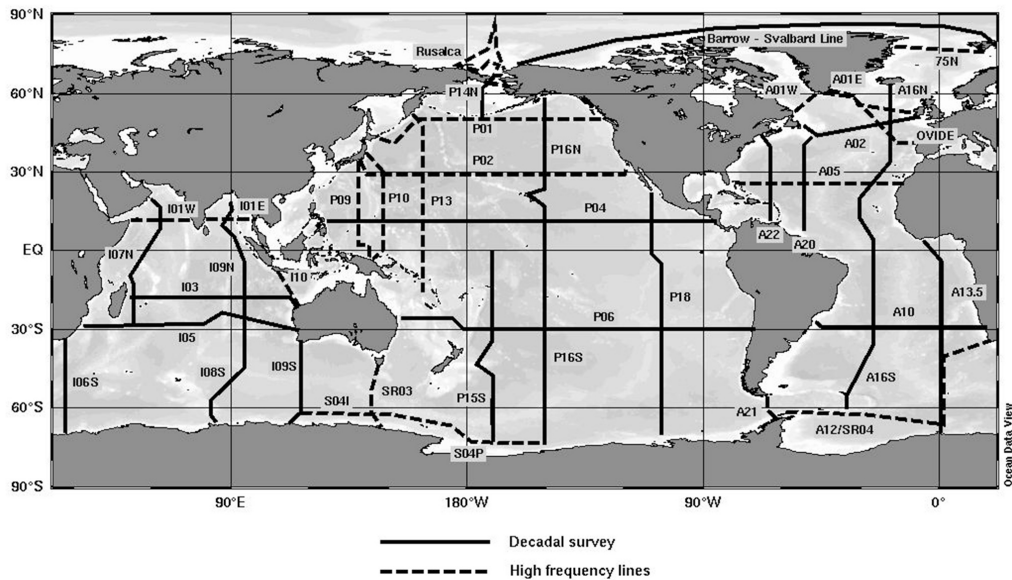 90°N
Rusalca
Barrow - Svalbard Line
75N
60°N
P14N
A01W
A01E
A16N
P01
P16N
A02
OVIDE
P02
30°N
P09
P10
P13
A05
I01W
I01E
P04
A22
A20
EQ
I07N
I09N
I10
I03
P18
A13.5
30°S
P06
A10
I05
I06S
I08S
I09S
SR03
P15S
P16S
A16S
60°S
S04I
A21
S04P
A12/SR04
90°S
90°E
180°W
90°W
0°
Ocean Data View
Decadal survey
High frequency lines